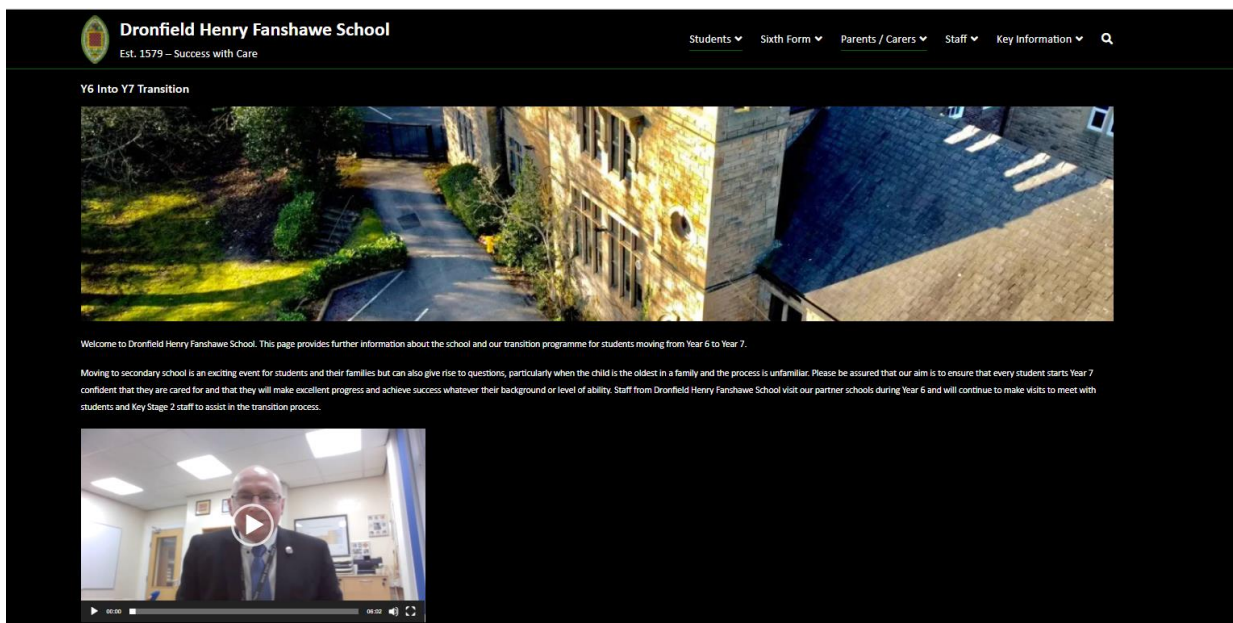 Dronfield Henry Fanshawe School
Est. 1579 – Success with Care
Students Sixth Form Parents / Carers Staff Key Information
Y6 Into Y7 Transition
Welcome to Dronfield Henry Fanshawe School. This page provides further information about the school and our transition programme for students moving from Year 6 to Year 7.
Moving to secondary school is an exciting event for students and their families but can also give rise to questions, particularly when the child is the oldest in a family and the process is unfamiliar. Please be assured that our aim is to ensure that every student starts Year 7
confident that they are cared for and that they will make excellent progress and achieve success whatever their background or level of ability. Staff from Dronfield Henry Fanshawe School visit our partner schools during Year 6 and will continue to make visits to meet with
students and Key Stage 2 staff to assist in the transition process.
00:00 06:02